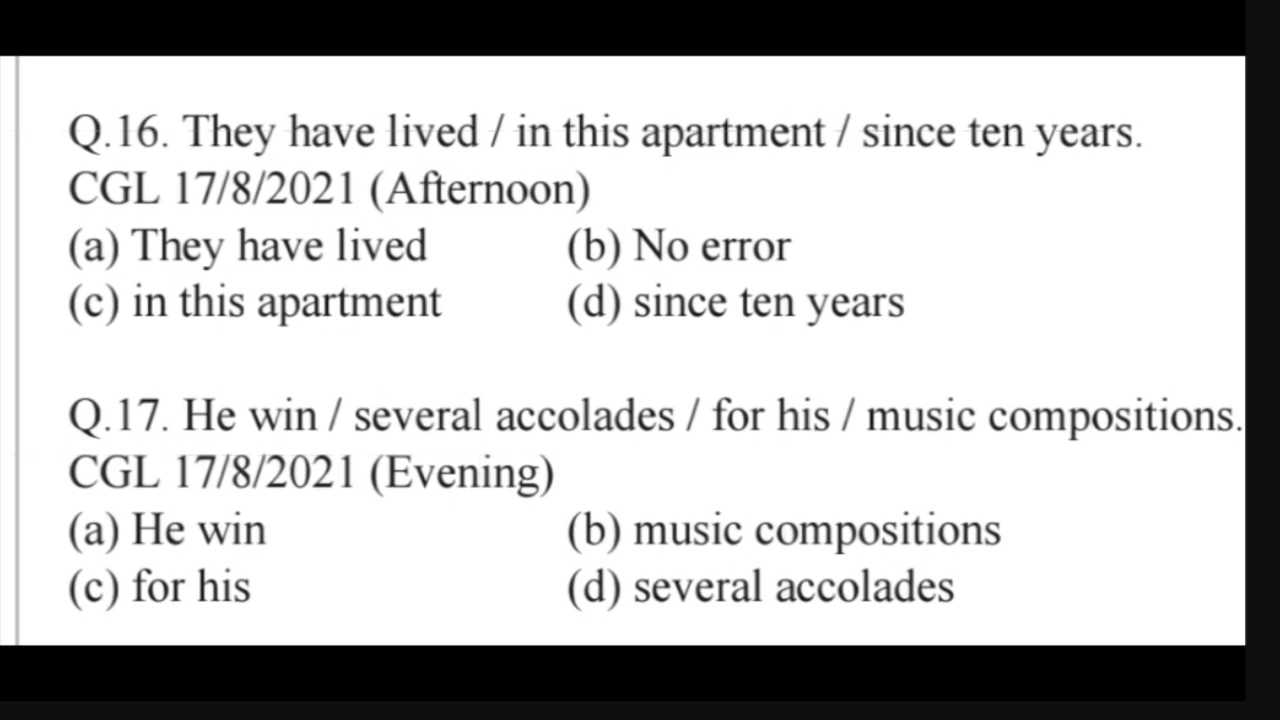 Q.16. They have lived / in this apartment / since ten years.
CGL 17/8/2021 (Afternoon)
(a) They have lived (b) No error
(c) in this apartment (d) since ten years
Q.17. He win / several accolades / for his / music compositions.
CGL 17/8/2021 (Evening)
(a) He win (b) music compositions
(c) for his (d) several accolades